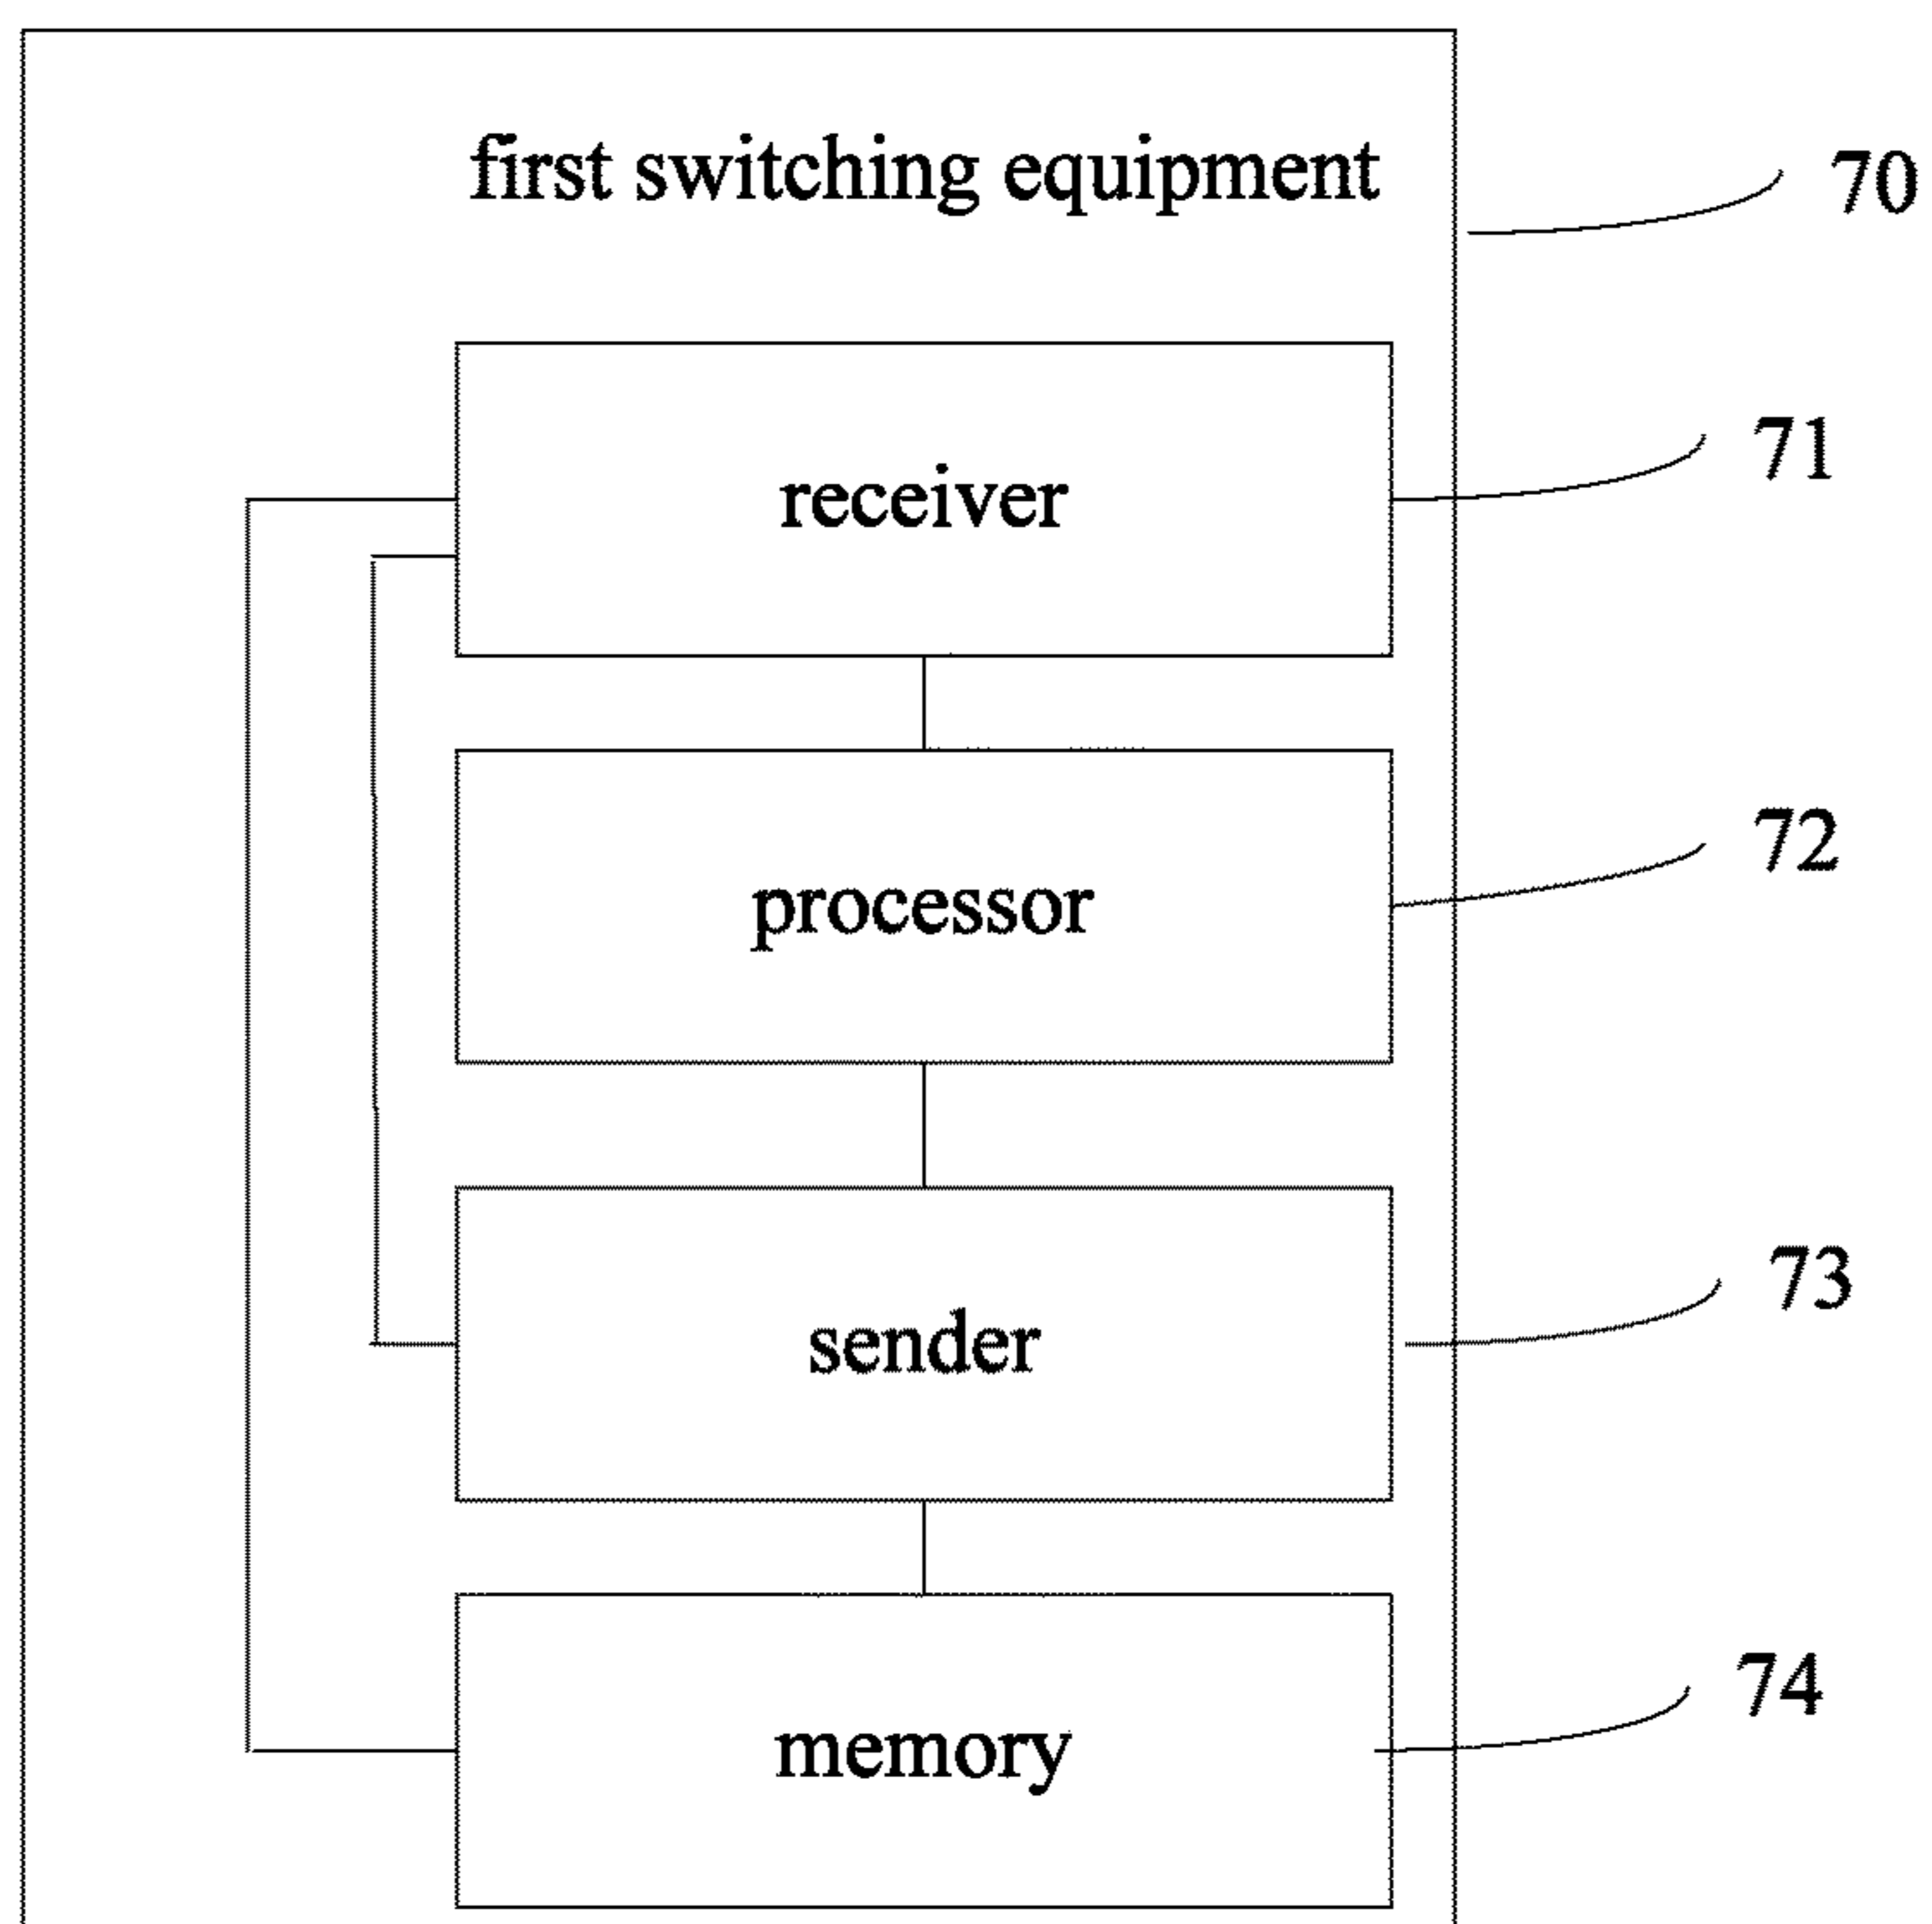 first switching equipment
70
receiver
71
processor
72
sender
73
memory
74